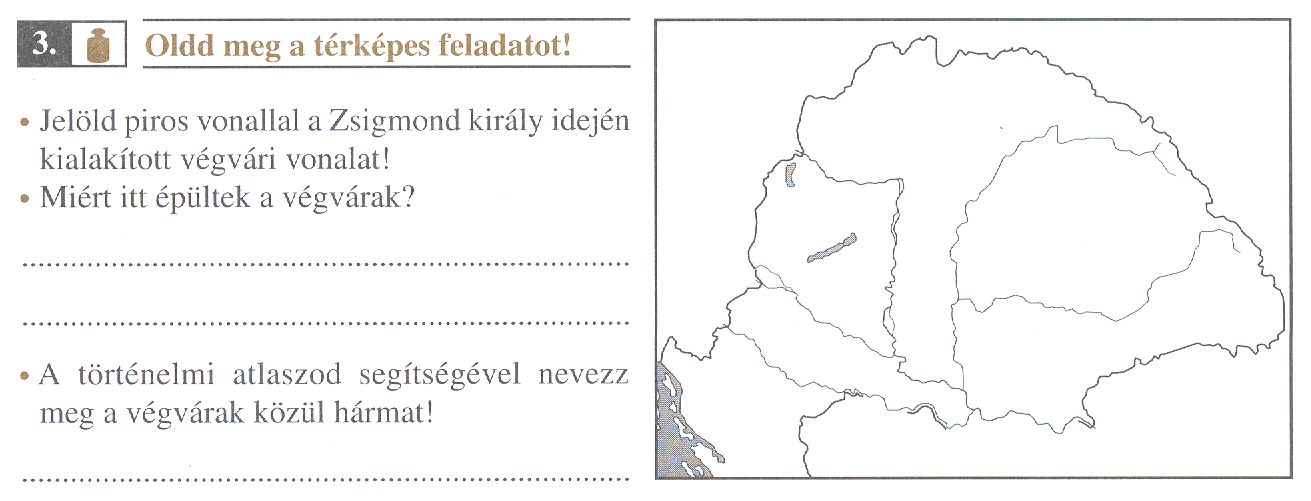 3. Oldd meg a térképes feladatot!
• Jelöld piros vonallal a Zsigmond király idején
kialakított végvári vonalat!
• Miért itt épültek a végvárak?
• A történelmi atlaszod segítségével nevezz
meg a végvárak közül hármat!